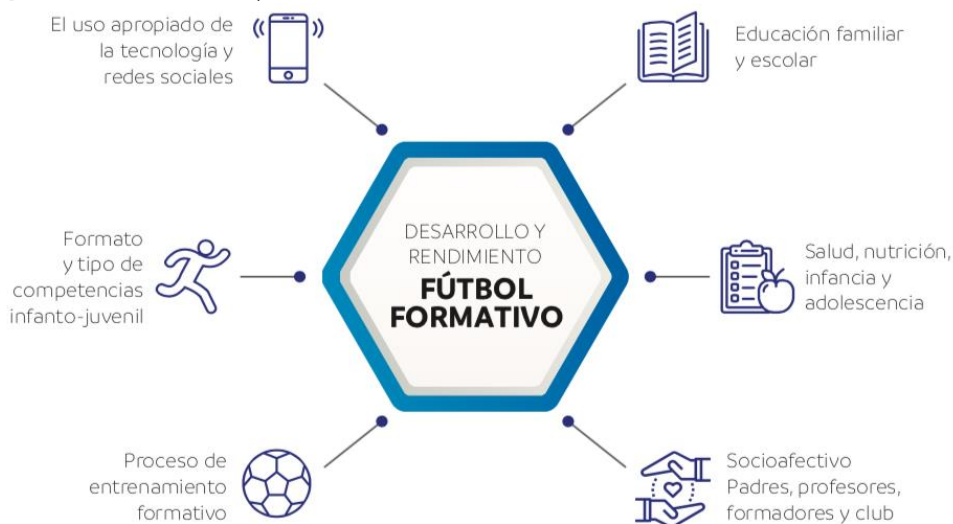 El uso apropiado de
la tecnología y
redes sociales
Educación familiar
y escolar
Formato
y tipo de
competencias
infanto-juvenil
DESARROLLO Y
RENDIMIENTO
FÚTBOL
FORMATIVO
Salud, nutrición,
infancia y
adolescencia
Proceso de
entrenamiento
formativo
Socioafectivo
Padres, profesores,
formadores y club